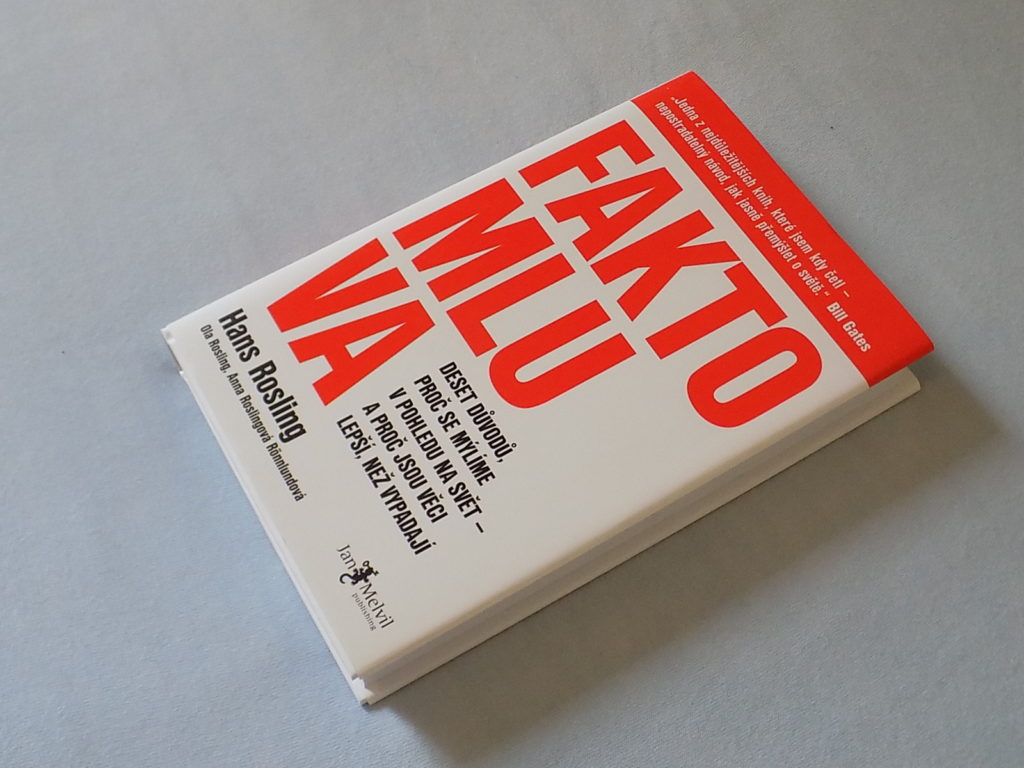 „Jedna z nejdůležitějších knih, které jsem kdy četl –
nepostradatelný návod, jak jasně přemýšlet o světě.“ Bill Gates
FAKTO
MLU
VA
DESET DŮVODŮ,
PROČ SE MÝLÍME
V POHLEDU NA SVĚT –
A PROČ JSOU VĚCI
LEPŠÍ, NEŽ VYPADAJÍ
Hans Rosling
Ola Rosling, Anna Roslingová Rönnlundová
Jan Melvil
publishing